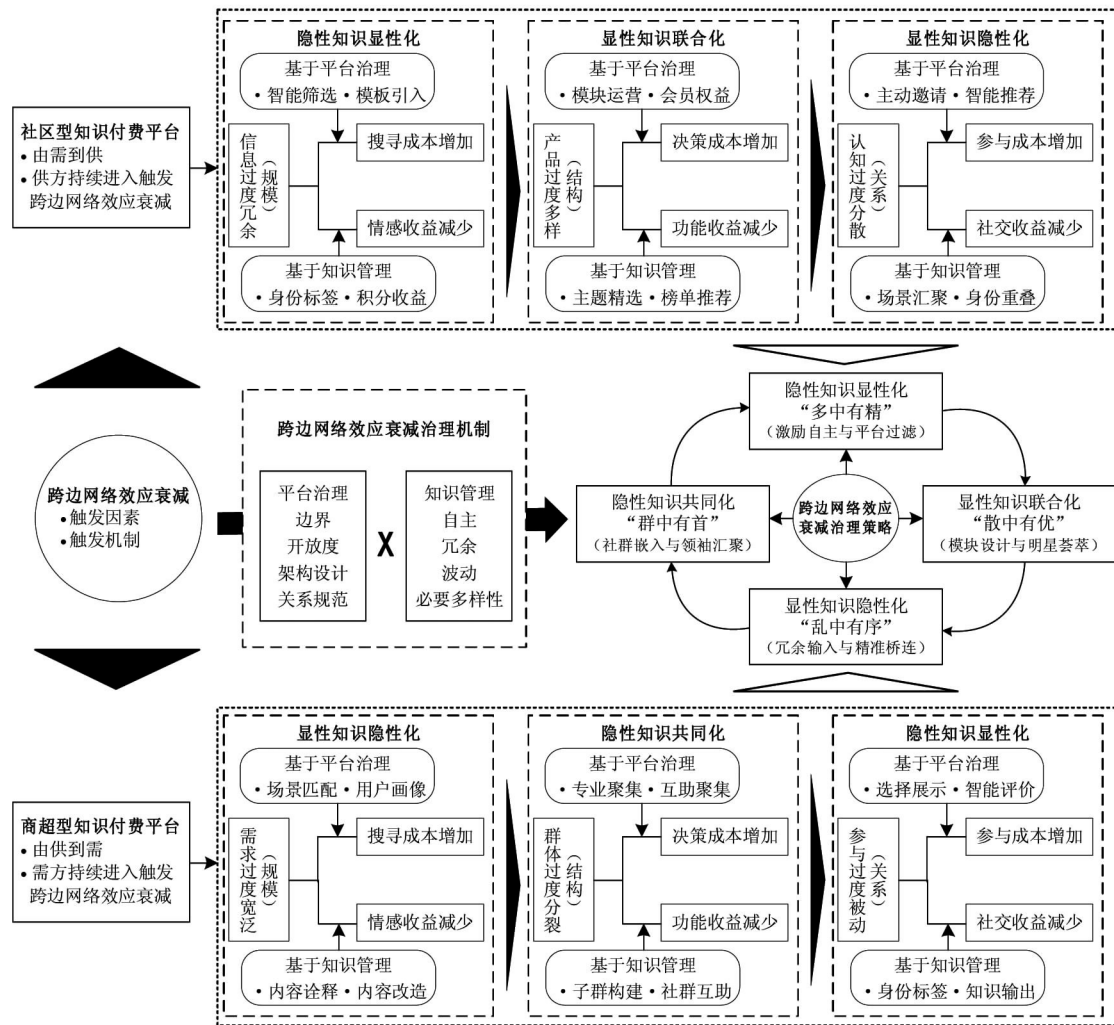 隐性知识显性化
基于平台治理
·智能筛选·模板引入
信息过度冗余
（规模）
搜寻成本增加
情感收益减少
基于知识管理
·身份标签·积分收益
显性知识联合化
基于平台治理
·模块运营·会员权益
产品过度多样
（结构）
决策成本增加
功能收益减少
基于知识管理
·主题精选·榜单推荐
显性知识隐性化
基于平台治理
·主动邀请·智能推荐
认知过度分散
（关系）
参与成本增加
社交收益减少
基于知识管理
·场景汇聚·身份重叠
社区型知识付费平台
•由需到供
•供方持续进入触发
跨边网络效应衰减
跨边网络效应衰减
•触发因素
•触发机制
跨边网络效应衰减治理机制
平台治理
边界
开放度
架构设计
关系规范
X
知识管理
自主
冗余
波动
必要多样性
隐性知识显性化
“多中有精”
（激励自主与平台过滤）
隐性知识共同化
“群中有首”
（社群嵌入与领袖汇聚）
跨边网络效应
衰减治理策略
显性知识联合化
“散中有优”
（模块设计与明星荟萃）
显性知识隐性化
“乱中有序”
（冗余输入与精准桥连）
商超型知识付费平台
•由供到需
•需方持续进入触发
跨边网络效应衰减
显性知识隐性化
基于平台治理
·场景匹配·用户画像
需求过度宽泛
（规模）
搜寻成本增加
情感收益减少
基于知识管理
·内容诠释·内容改造
隐性知识共同化
基于平台治理
·专业聚集·互助聚集
群体过度分裂
（结构）
决策成本增加
功能收益减少
基于知识管理
·子群构建·社群互助
隐性知识显性化
基于平台治理
·选择展示·智能评价
参与过度被动
（关系）
参与成本增加
社交收益减少
基于知识管理
·身份标签·知识输出